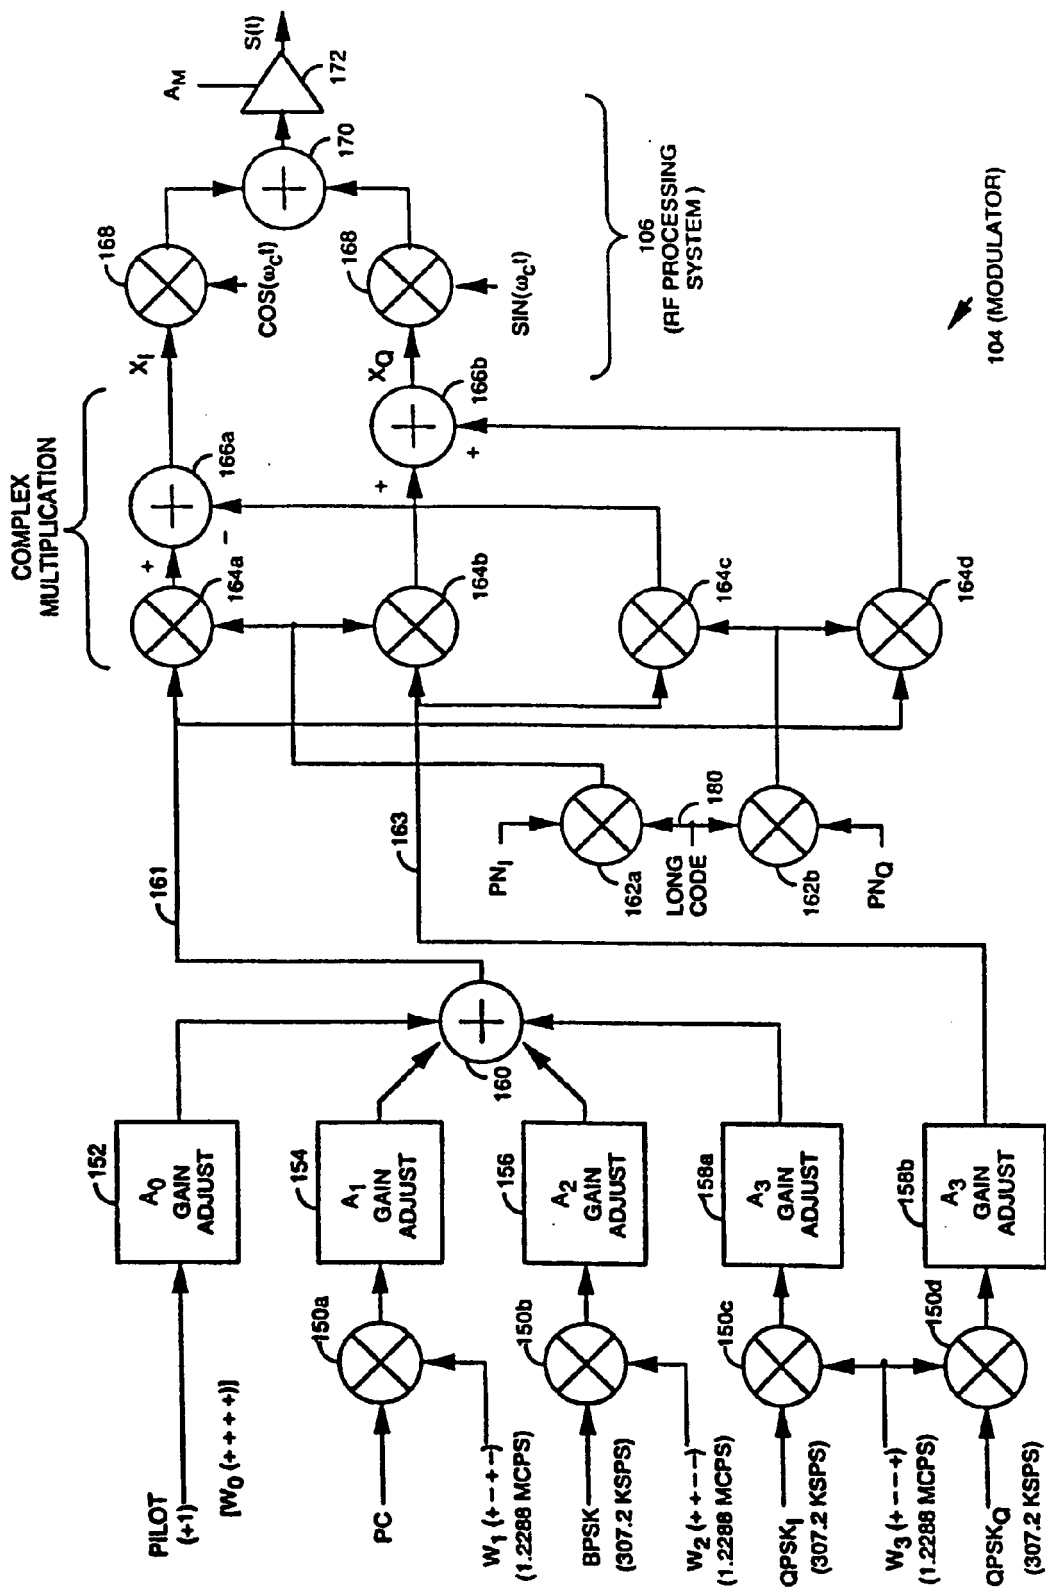 PILOT
(+1)
[W0 (+ + + +)]
152
A0
GAIN
ADJUST
PC
150a
W1 (+ – + –)
(1.2288 MCPS)
154
A1
GAIN
ADJUST
BPSK
(307.2 KSPS)
150b
W2 (+ + – –)
(1.2288 MCPS)
156
A2
GAIN
ADJUST
QPSKI
(307.2 KSPS)
150c
W3 (+ – – +)
(1.2288 MCPS)
158a
A3
GAIN
ADJUST
QPSKQ
(307.2 KSPS)
150d
158b
A3
GAIN
ADJUST
160
161
163
PNI
162a
LONG
CODE
180
162b
PNQ
COMPLEX
MULTIPLICATION
164a
+
–
166a
164b
+
+
166b
164c
164d
XI
XQ
168
COS(ωct)
168
SIN(ωct)
170
AM
172
S(t)
106
(RF PROCESSING
SYSTEM )
104 (MODULATOR)